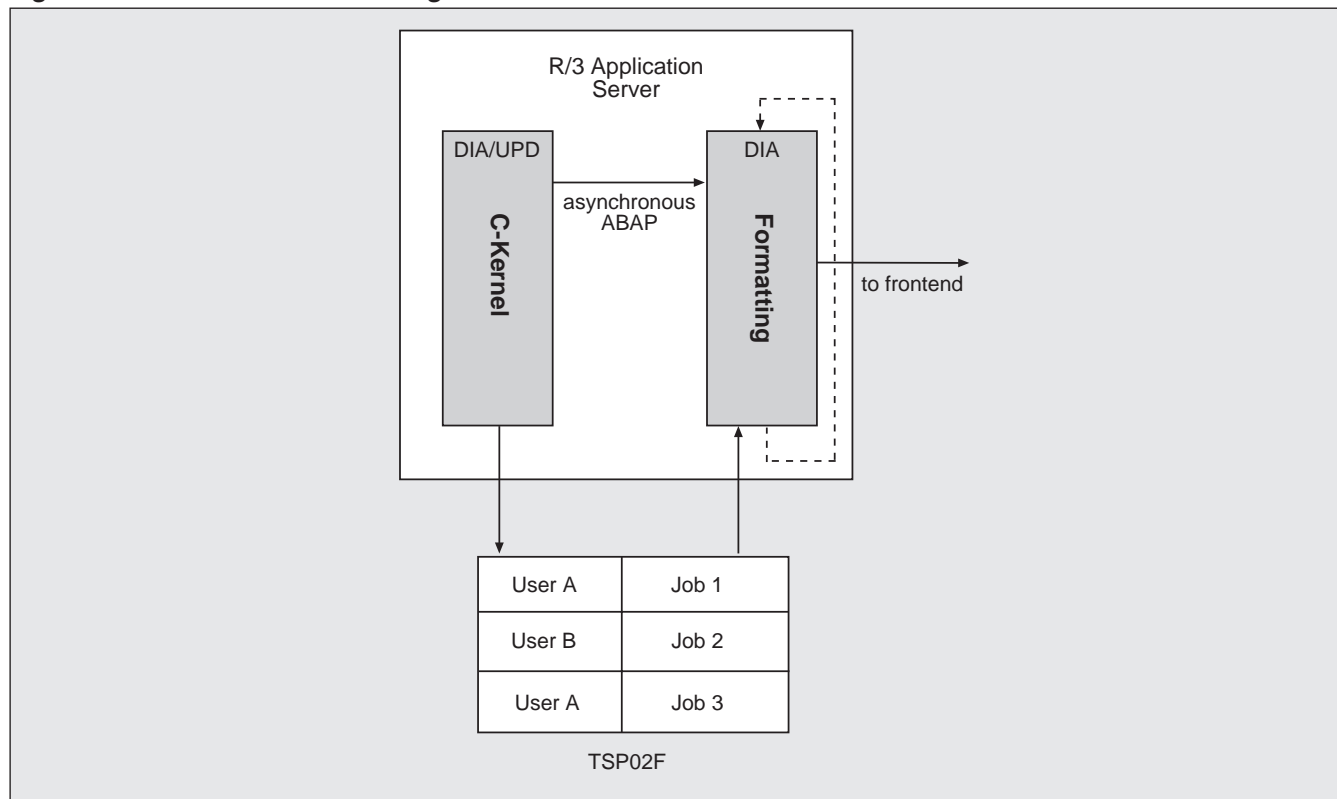 R/3 Application
Server
DIA/UPD
C-Kernel
asynchronous
ABAP
DIA
Formatting
to frontend
User A Job 1
User B Job 2
User A Job 3
TSP02F